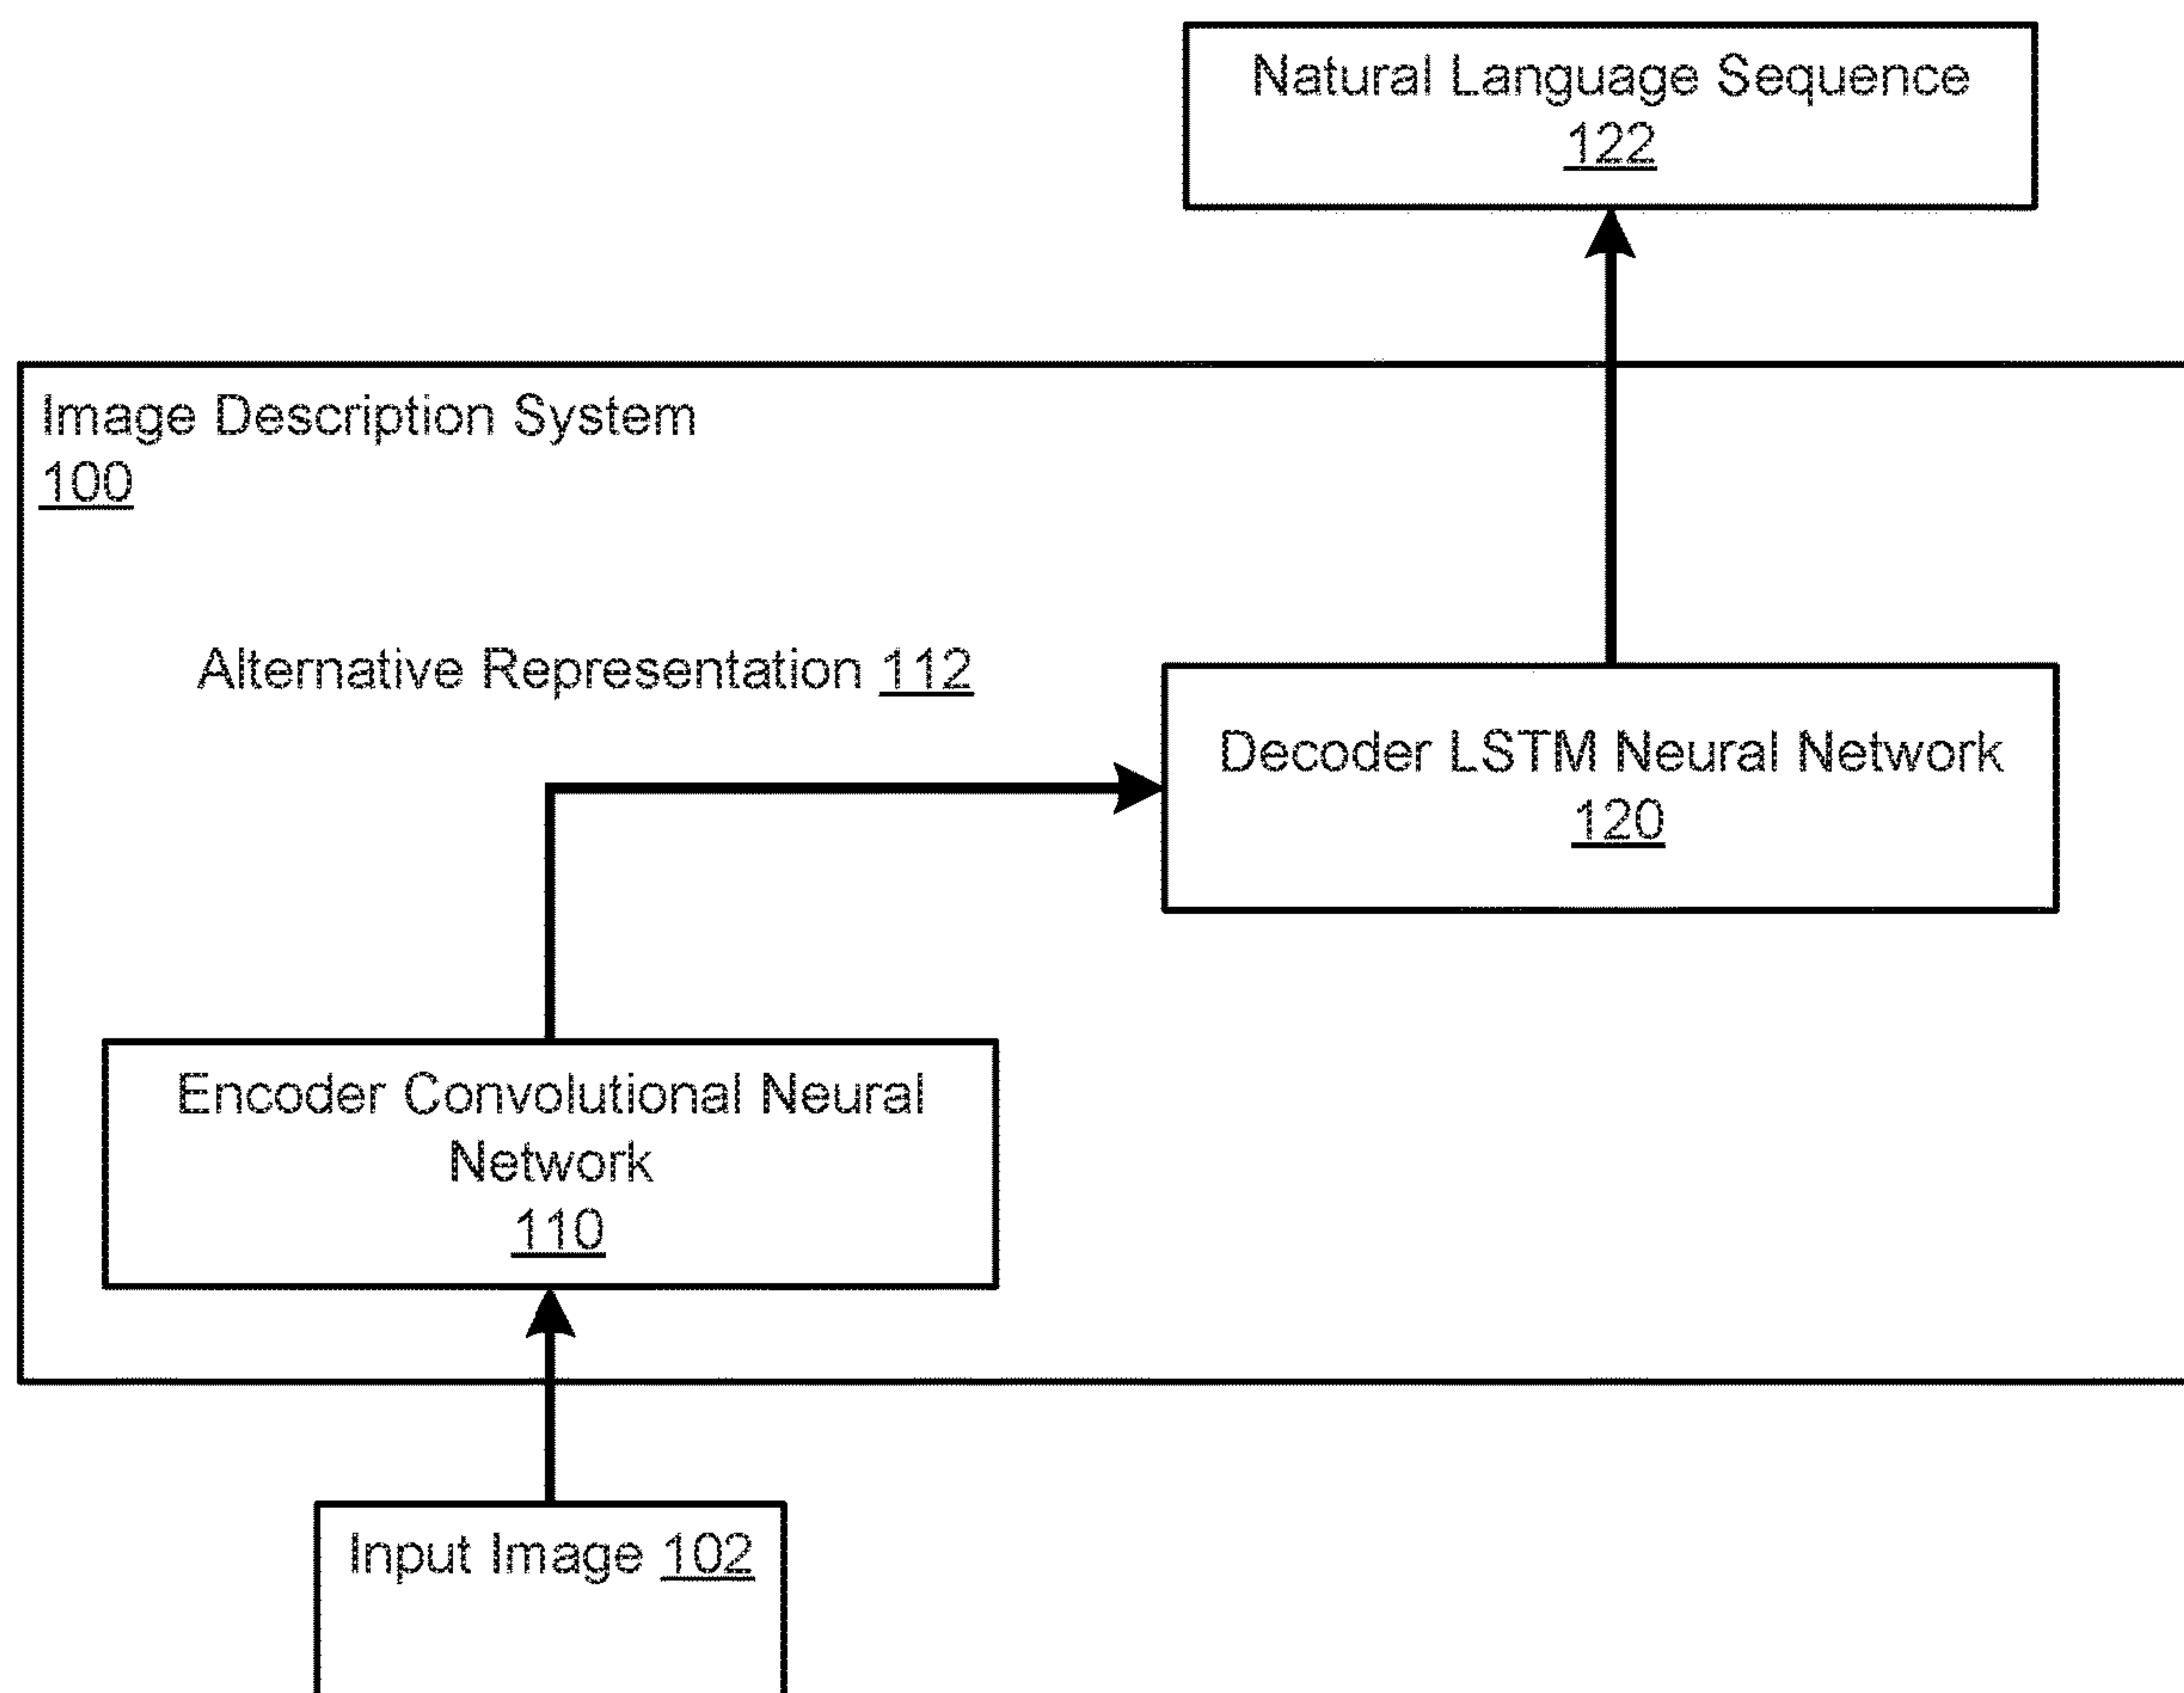 Natural Language Sequence
122
Image Description System
100
Alternative Representation 112
Decoder LSTM Neural Network
120
Encoder Convolutional Neural
Network
110
Input Image 102